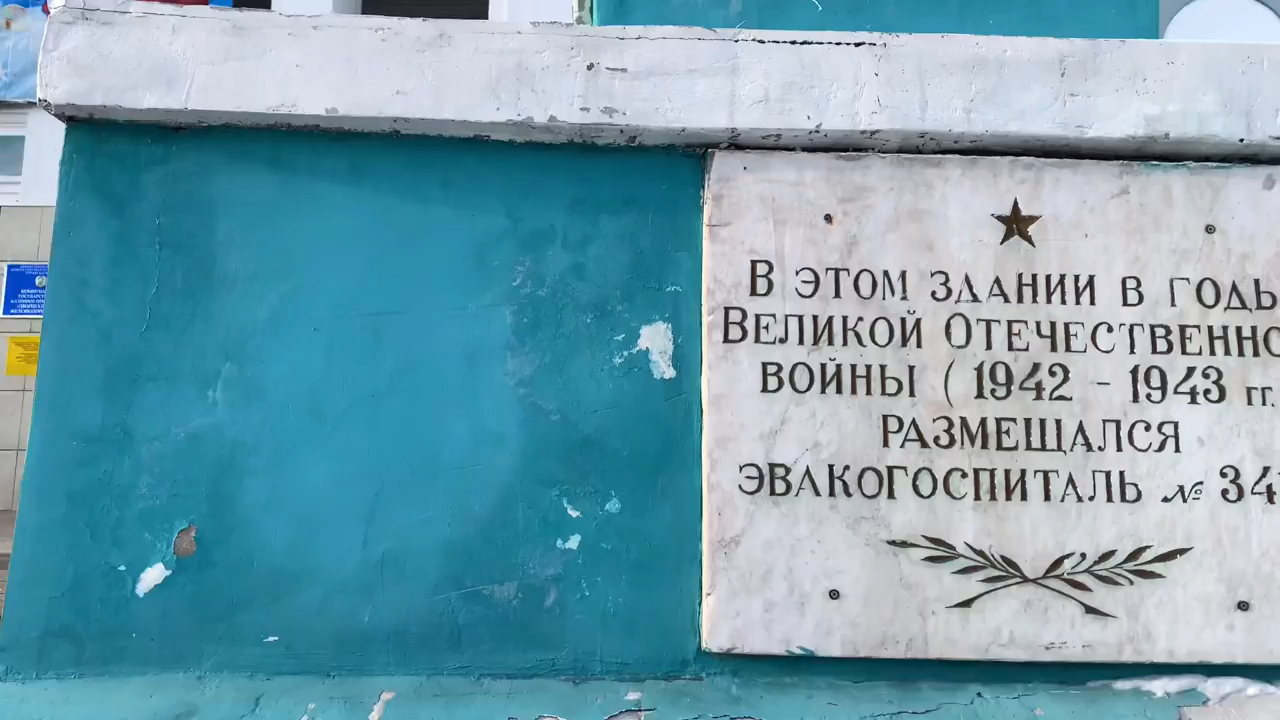 В ЭТОМ ЗДАНИИ В ГОДЫ
ВЕЛИКОЙ ОТЕЧЕСТВЕННО
ВОЙНЫ (1942 - 1943 гг.
РАЗМЕЩАЛСЯ
ЭВАКОГОСПИТАЛЬ № 34